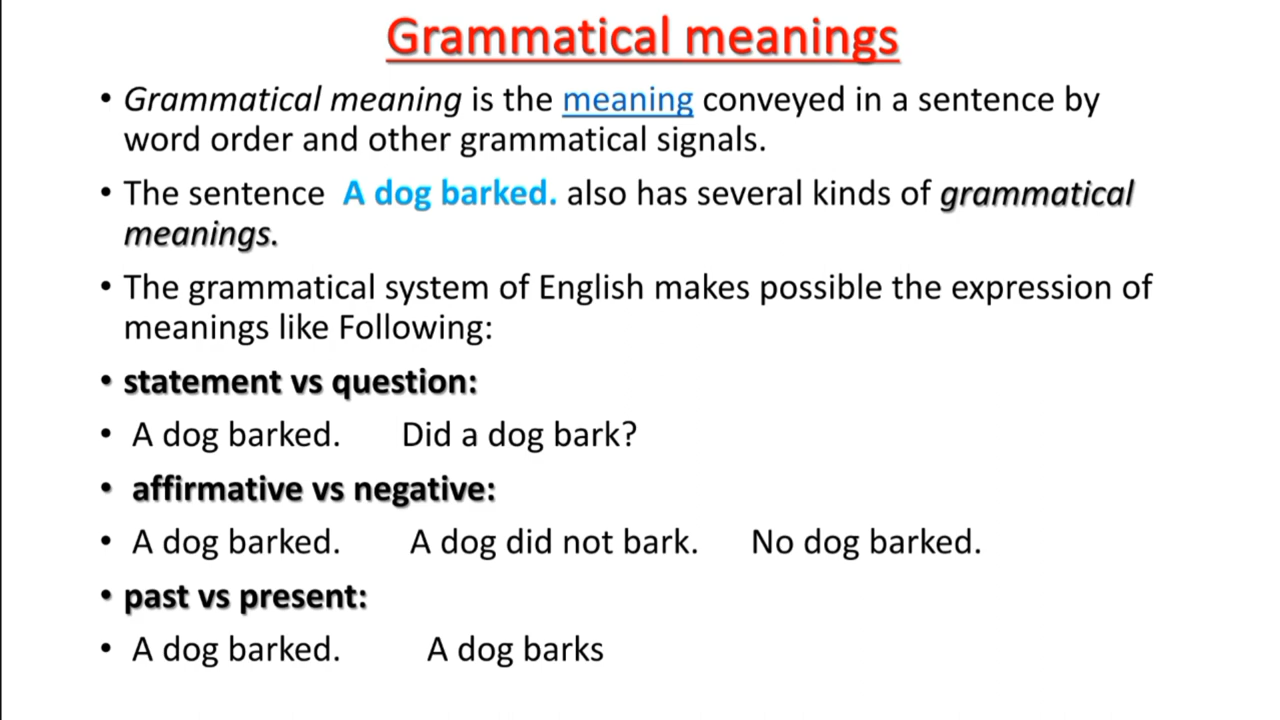 Grammatical meanings
• Grammatical meaning is the meaning conveyed in a sentence by
word order and other grammatical signals.
• The sentence A dog barked. also has several kinds of grammatical
meanings.
• The grammatical system of English makes possible the expression of
meanings like Following:
• statement vs question:
• A dog barked. Did a dog bark?
• affirmative vs negative:
• A dog barked. A dog did not bark. No dog barked.
• past vs present:
• A dog barked. A dog barks